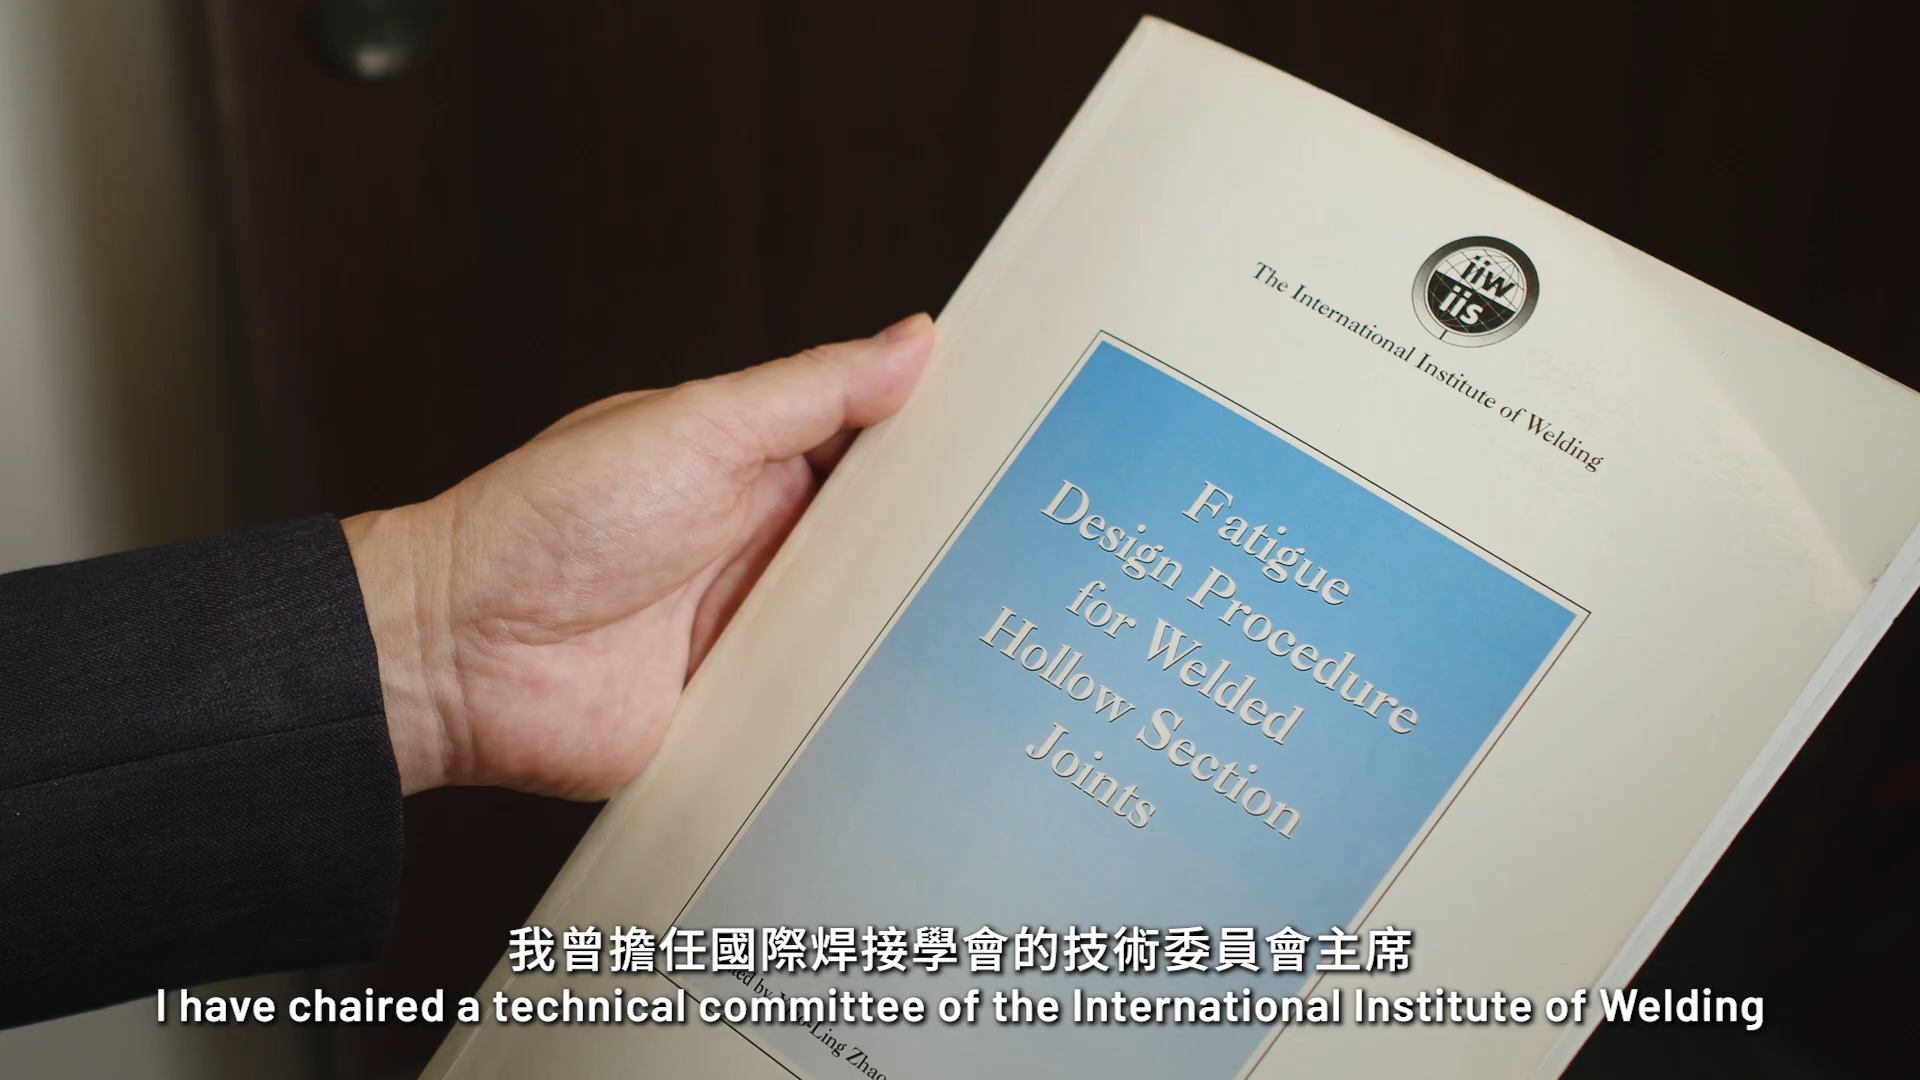 iiw
iis
The International Institute of Welding
Fatigue
Design Procedure
for Welded
Hollow Section
Joints
-Ling Zhao
我曾擔任國際焊接學會的技術委員會主席
I have chaired a technical committee of the International Institute of Welding